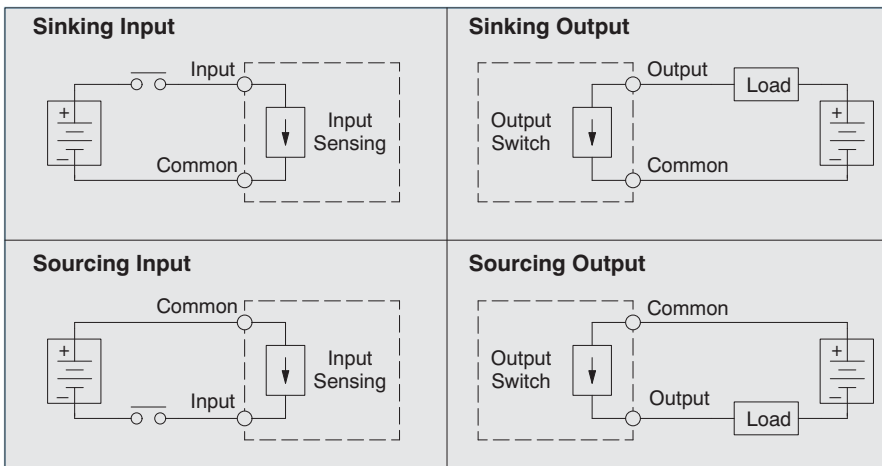 Sinking Input
Input
+
–
Input
Sensing
Common
Sinking Output
Output
Load
Output
Switch
+
–
Common
Sourcing Input
Common
+
–
Input
Sensing
Input
Sourcing Output
Common
Output
Switch
+
–
Output
Load